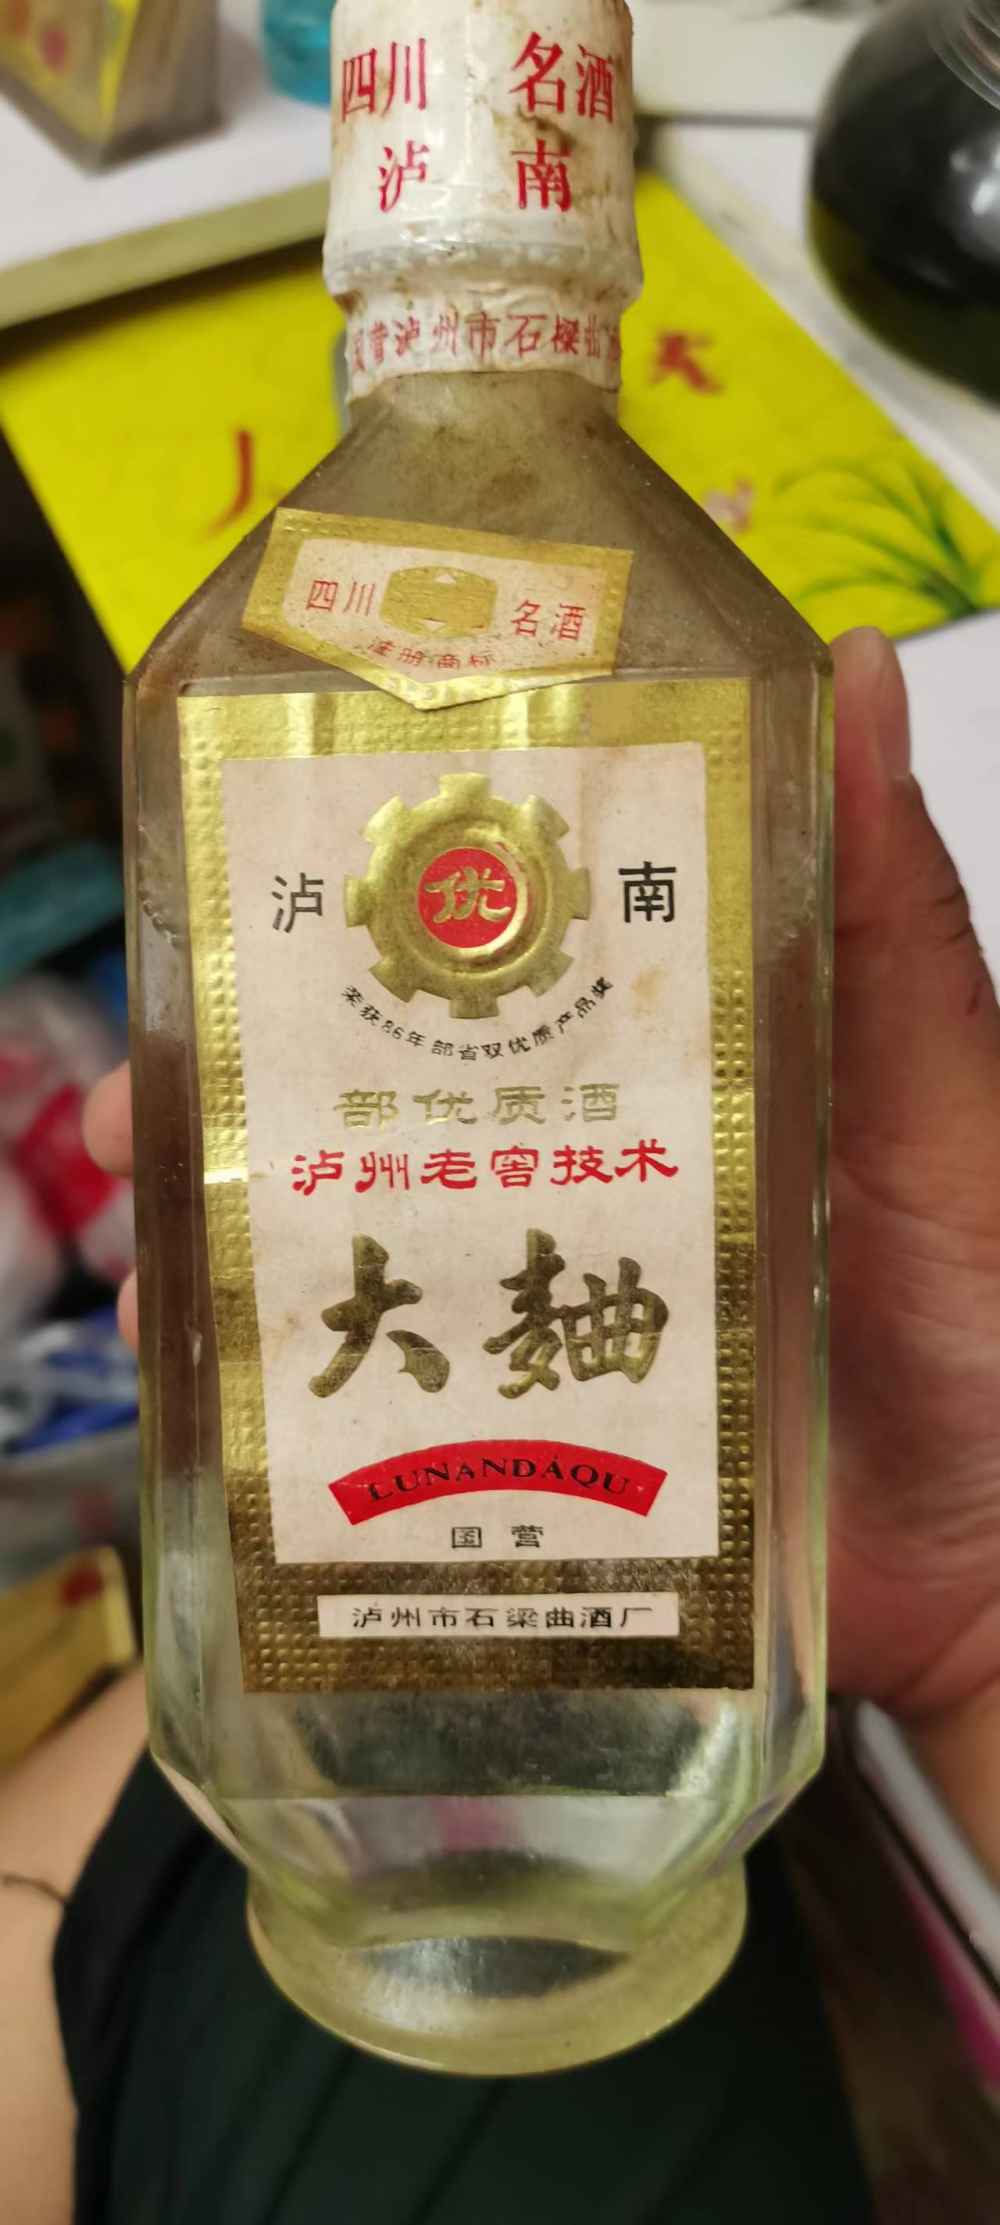 四川 名酒
泸 南
国营泸州市石樑曲酒
四川 名酒
注册商标
泸 优 南
荣获86年部省双优质产品奖
部优质酒
泸州老窖技术
大麯
LUNANDAQU
国营
泸州市石梁曲酒厂